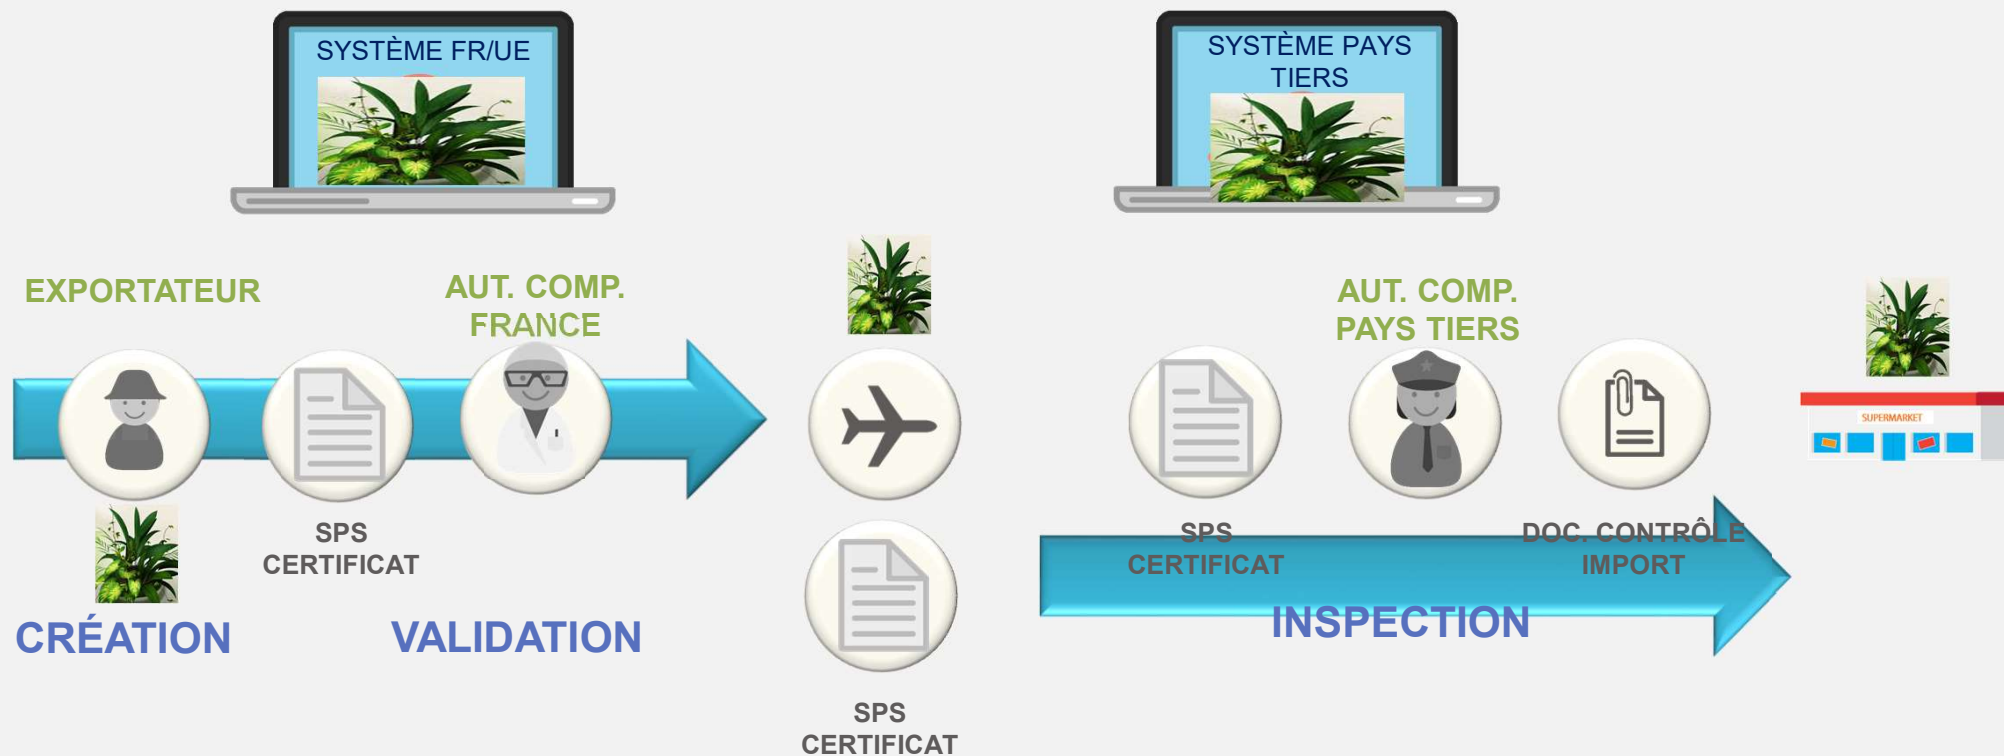 SYSTÈME FR/UE
SYSTÈME PAYS
TIERS
EXPORTATEUR
AUT. COMP.
FRANCE
AUT. COMP.
PAYS TIERS
SUPERMARKET
SPS
CERTIFICAT
SPS
CERTIFICAT
DOC. CONTRÔLE
IMPORT
CRÉATION
VALIDATION
INSPECTION
SPS
CERTIFICAT